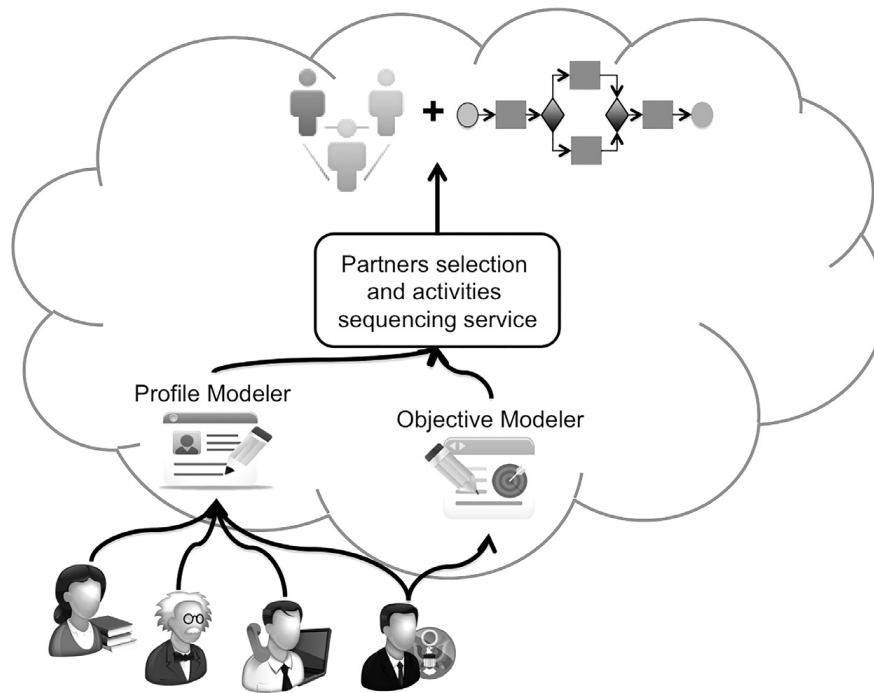 +
Partners selection
and activities
sequencing service
Profile Modeler
Objective Modeler